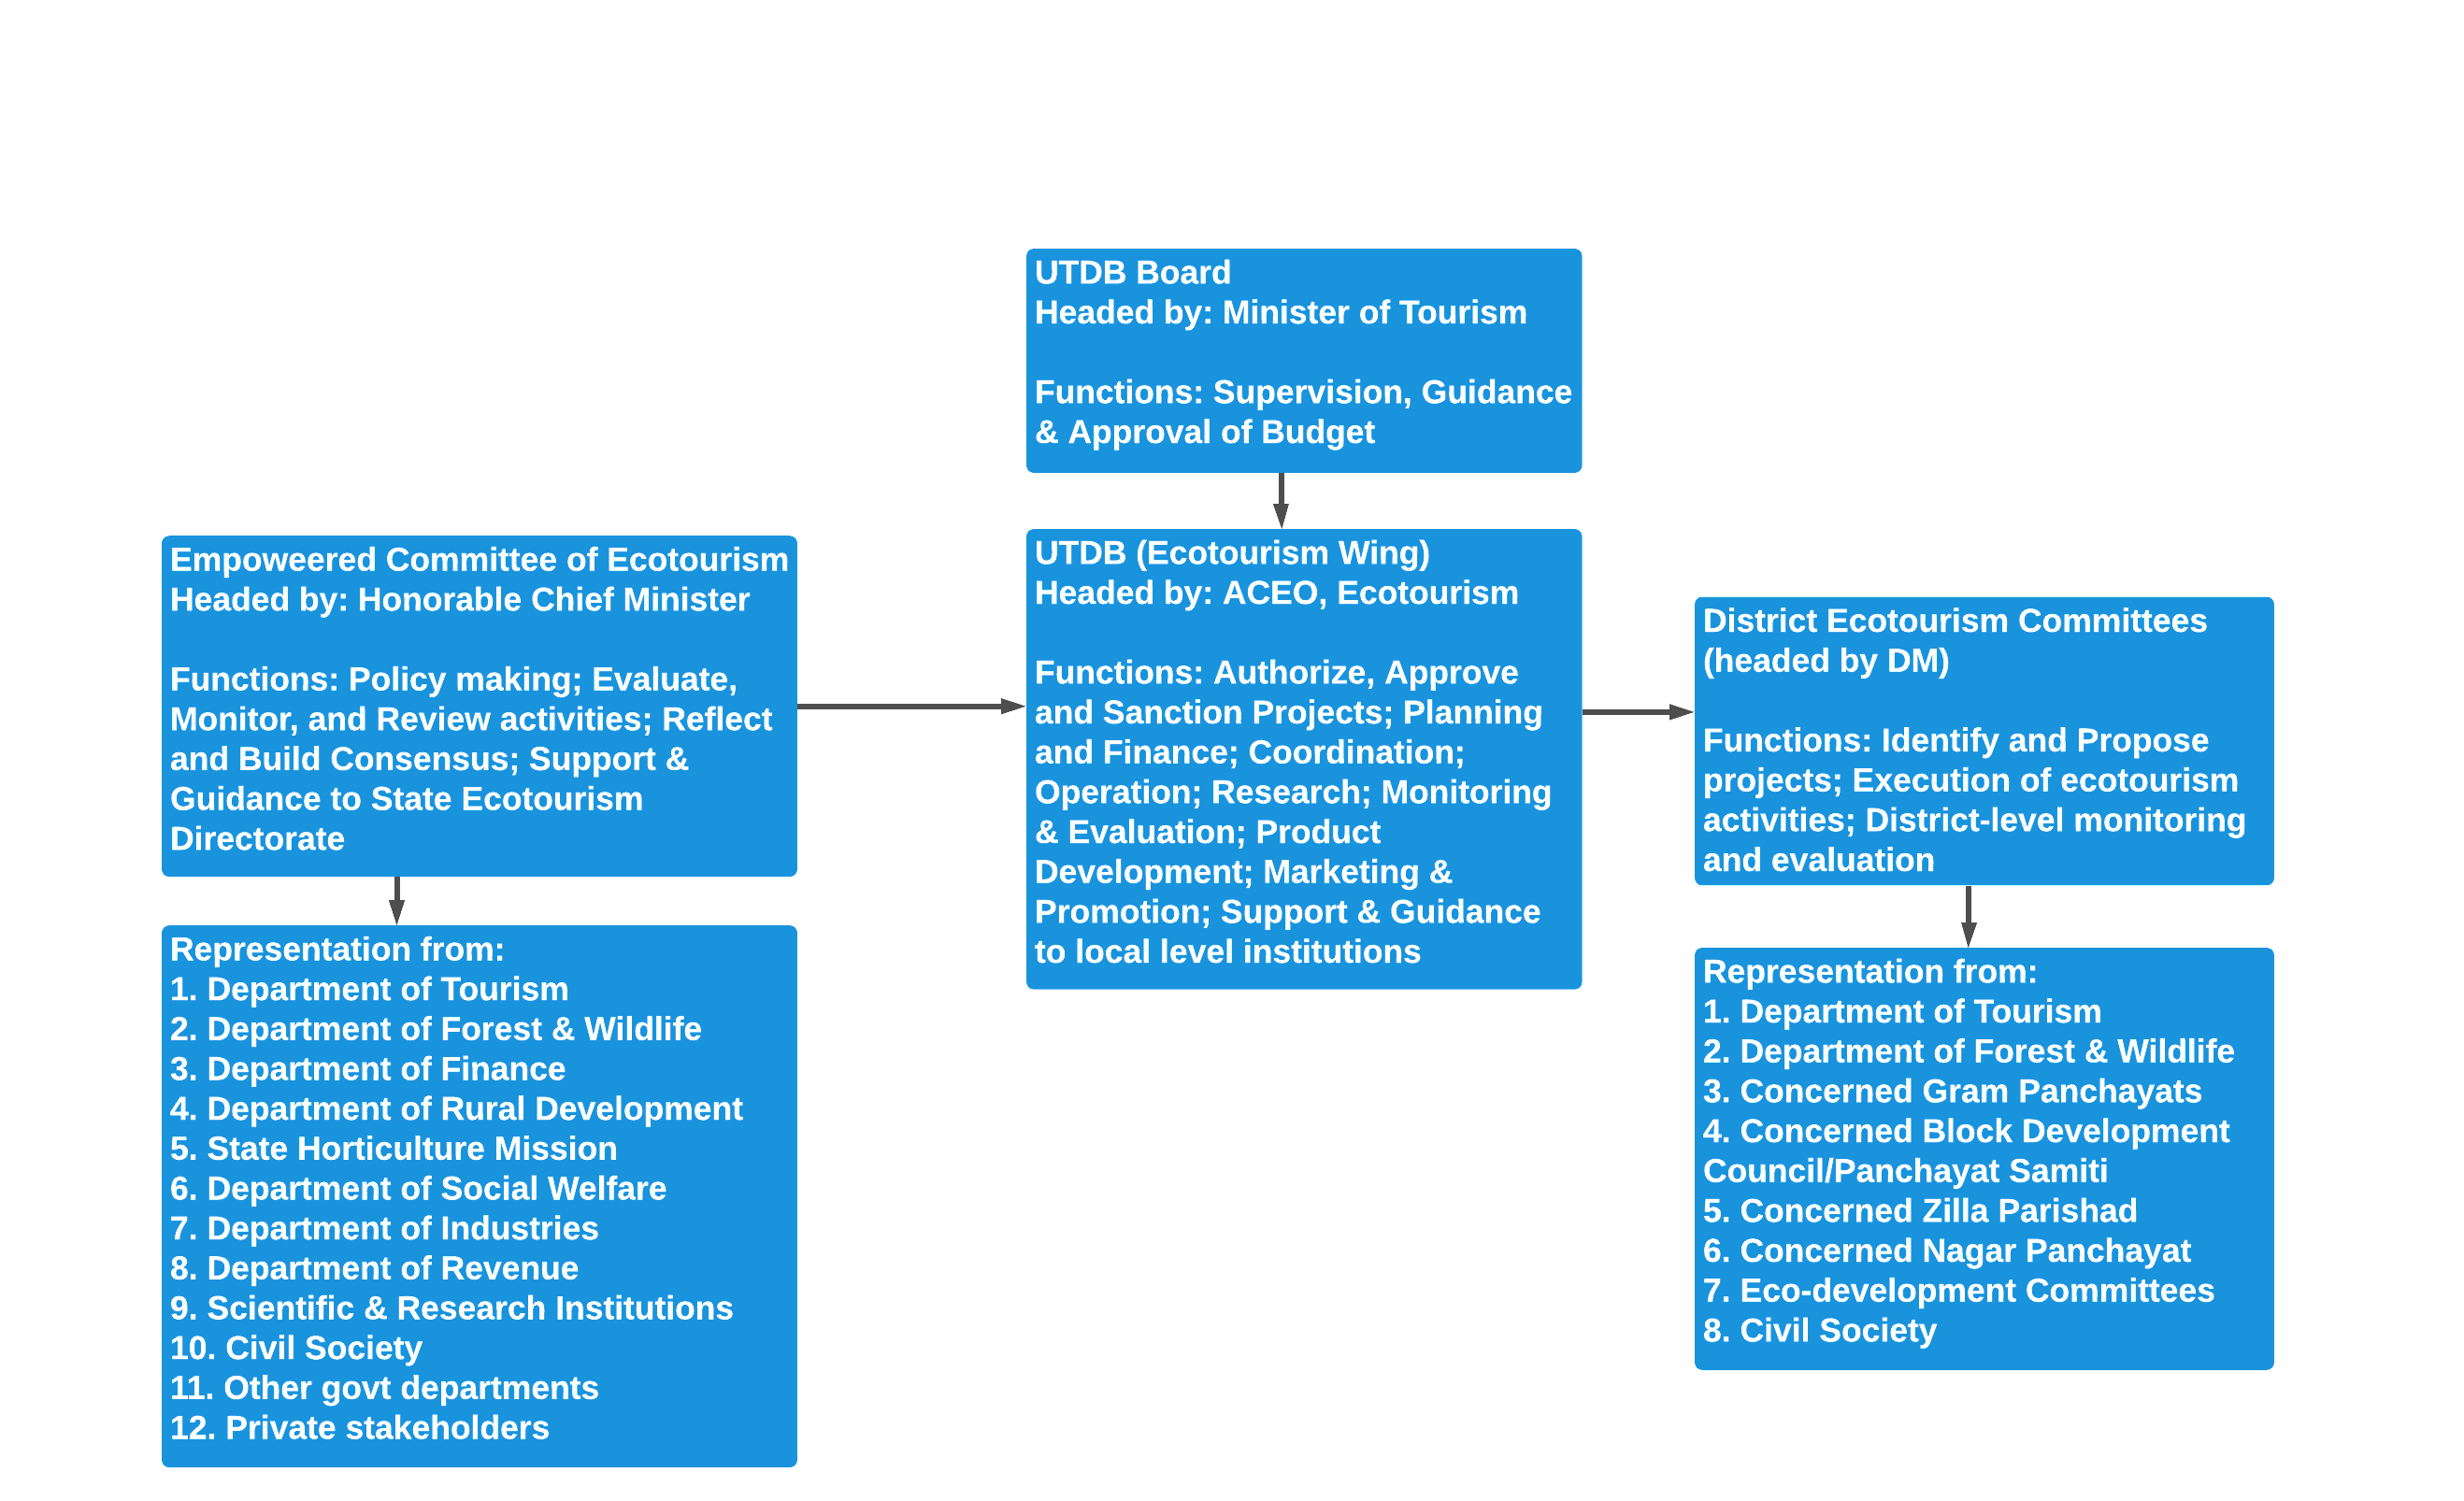 UTDB Board
Headed by: Minister of Tourism
Functions: Supervision, Guidance
& Approval of Budget
Empowered Committee of Ecotourism
Headed by: Honorable Chief Minister
Functions: Policy making; Evaluate,
Monitor, and Review activities; Reflect
and Build Consensus; Support &
Guidance to State Ecotourism
Directorate
UTDB (Ecotourism Wing)
Headed by: ACEO, Ecotourism
Functions: Authorize, Approve
and Sanction Projects; Planning
and Finance; Coordination;
Operation; Research; Monitoring
& Evaluation; Product
Development; Marketing &
Promotion; Support & Guidance
to local level institutions
District Ecotourism Committees
(headed by DM)
Functions: Identify and Propose
projects; Execution of ecotourism
activities; District-level monitoring
and evaluation
Representation from:
1. Department of Tourism
2. Department of Forest & Wildlife
3. Department of Finance
4. Department of Rural Development
5. State Horticulture Mission
6. Department of Social Welfare
7. Department of Industries
8. Department of Revenue
9. Scientific & Research Institutions
10. Civil Society
11. Other govt departments
12. Private stakeholders
Representation from:
1. Department of Tourism
2. Department of Forest & Wildlife
3. Concerned Gram Panchayats
4. Concerned Block Development
Council/Panchayat Samiti
5. Concerned Zilla Parishad
6. Concerned Nagar Panchayat
7. Eco-development Committees
8. Civil Society